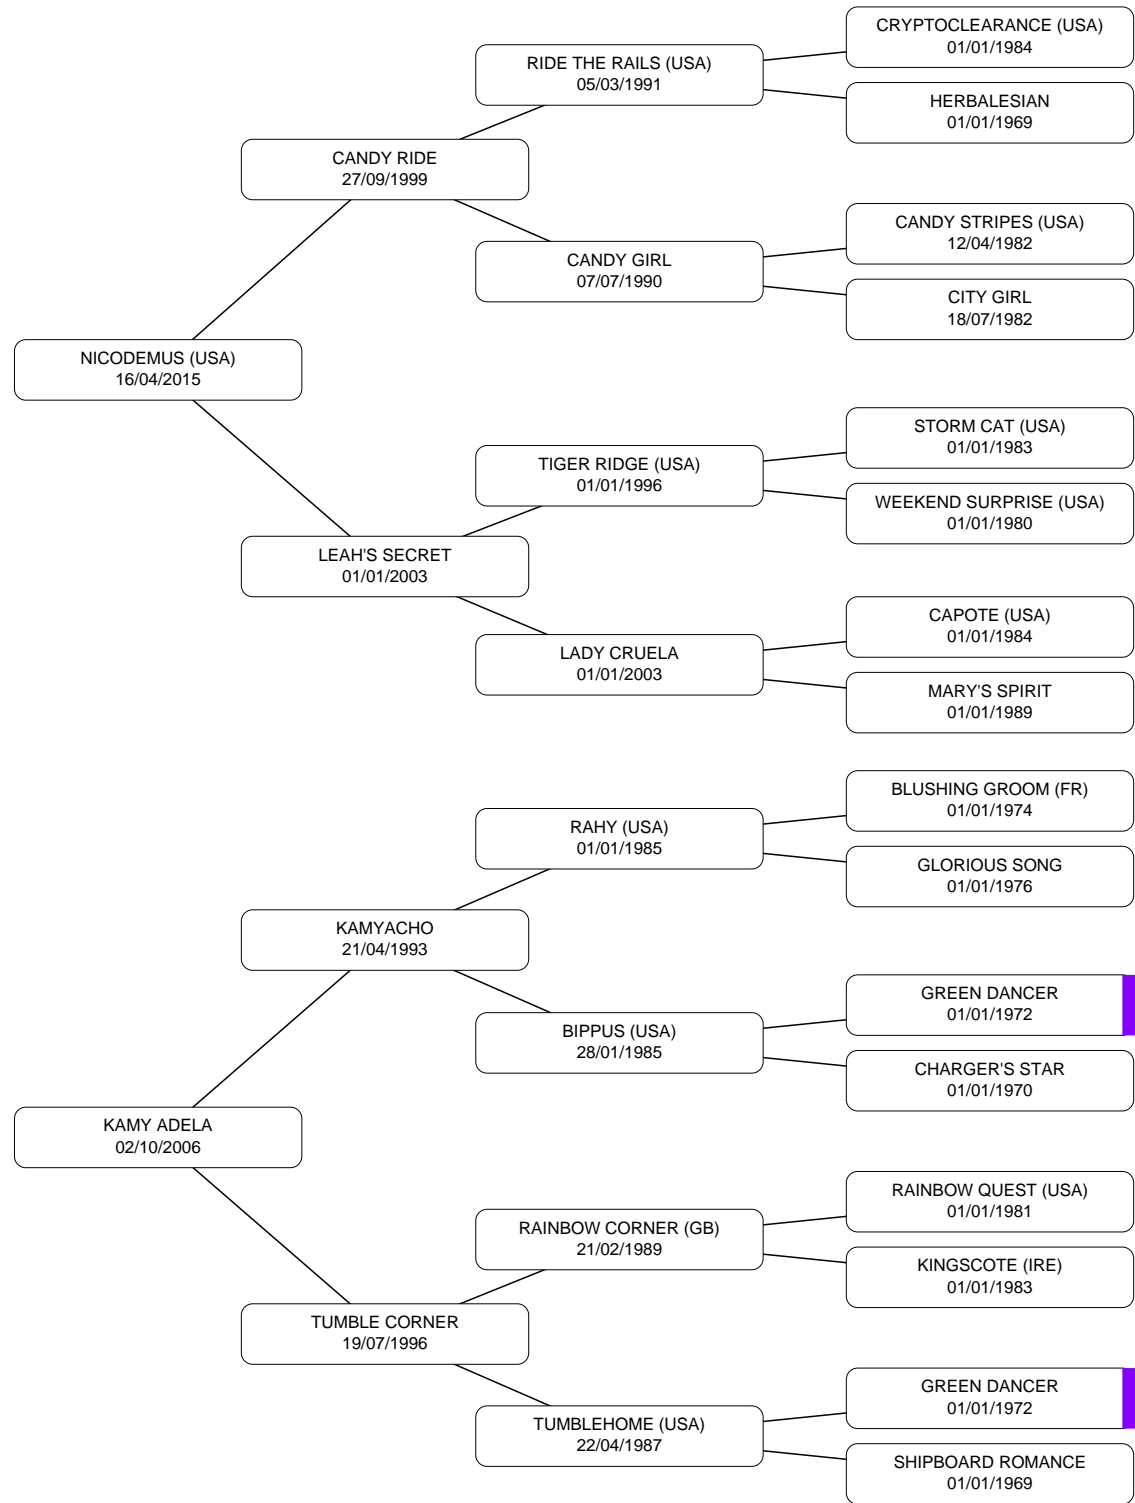 CRYPTOCLEARANCE (USA)
01/01/1984
RIDE THE RAILS (USA)
05/03/1991
HERBALESIAN
01/01/1969
CANDY RIDE
27/09/1999
CANDY STRIPES (USA)
12/04/1982
CANDY GIRL
07/07/1990
CITY GIRL
18/07/1982
NICODEMUS (USA)
16/04/2015
STORM CAT (USA)
01/01/1983
TIGER RIDGE (USA)
01/01/1996
WEEKEND SURPRISE (USA)
01/01/1980
LEAH'S SECRET
01/01/2003
CAPOTE (USA)
01/01/1984
LADY CRUELA
01/01/2003
MARY'S SPIRIT
01/01/1989
BLUSHING GROOM (FR)
01/01/1974
RAHY (USA)
01/01/1985
GLORIOUS SONG
01/01/1976
KAMYACHO
21/04/1993
GREEN DANCER
01/01/1972
BIPPUS (USA)
28/01/1985
CHARGER'S STAR
01/01/1970
KAMY ADELA
02/10/2006
RAINBOW QUEST (USA)
01/01/1981
RAINBOW CORNER (GB)
21/02/1989
KINGSCOTE (IRE)
01/01/1983
TUMBLE CORNER
19/07/1996
GREEN DANCER
01/01/1972
TUMBLEHOME (USA)
22/04/1987
SHIPBOARD ROMANCE
01/01/1969